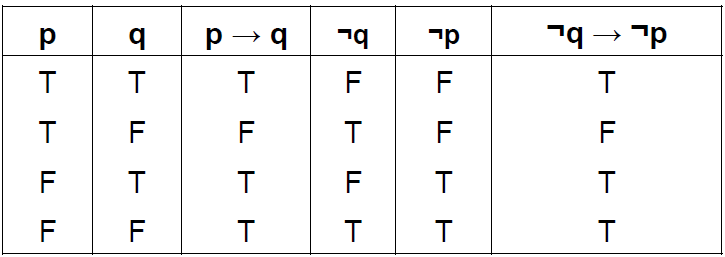 p q p → q ¬q ¬p ¬q → ¬p
T T T F F T
T F F T F F
F T T F T T
F F T T T T